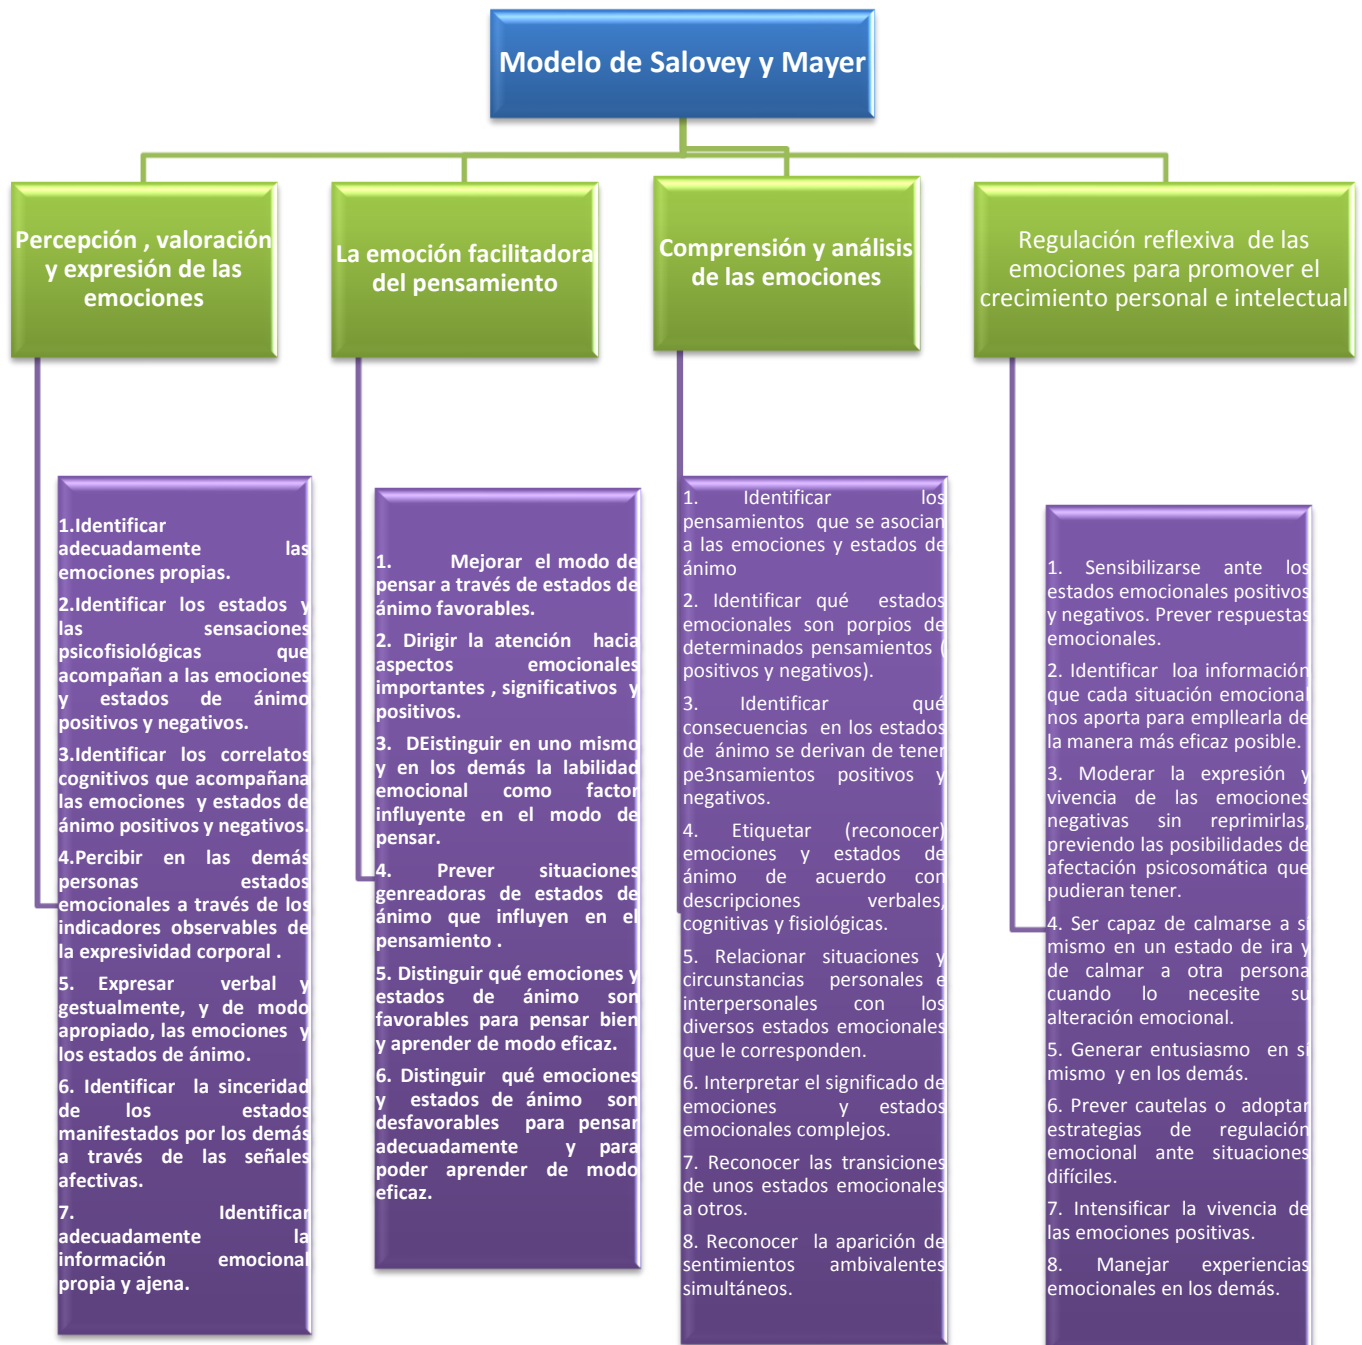 Modelo de Salovey y Mayer
Percepción , valoración
y expresión de las
emociones
La emoción facilitadora
del pensamiento
Comprensión y análisis
de las emociones
Regulación reflexiva de las
emociones para promover el
crecimiento personal e intelectual
1.Identificar
adecuadamente las
emociones propias.
2.Identificar los estados y
las sensaciones
psicofisiológicas que
acompañan a las emociones
y estados de ánimo
positivos y negativos.
3.Identificar los correlatos
cognitivos que acompañana
las emociones y estados de
ánimo positivos y negativos.
4.Percibir en las demás
personas estados
emocionales a través de los
indicadores observables de
la expresividad corporal .
5. Expresar verbal y
gestualmente, y de modo
apropiado, las emociones y
los estados de ánimo.
6. Identificar la sinceridad
de los estados
manifestados por los demás
a través de las señales
afectivas.
7. Identificar
adecuadamente la
información emocional
propia y ajena.
1. Mejorar el modo de
pensar a través de estados de
ánimo favorables.
2. Dirigir la atención hacia
aspectos emocionales
importantes , significativos y
positivos.
3. DEistinguir en uno mismo
y en los demás la labilidad
emocional como factor
influyente en el modo de
pensar.
4. Prever situaciones
genreadoras de estados de
ánimo que influyen en el
pensamiento .
5. Distinguir qué emociones y
estados de ánimo son
favorables para pensar bien
y aprender de modo eficaz.
6. Distinguir qué emociones
y estados de ánimo son
desfavorables para pensar
adecuadamente y para
poder aprender de modo
eficaz.
1. Identificar los
pensamientos que se asocian
a las emociones y estados de
ánimo
2. Identificar qué estados
emocionales son porpios de
determinados pensamientos (
positivos y negativos).
3. Identificar qué
consecuencias en los estados
de ánimo se derivan de tener
pe3nsamientos positivos y
negativos.
4. Etiquetar (reconocer)
emociones y estados de
ánimo de acuerdo con
descripciones verbales,
cognitivas y fisiológicas.
5. Relacionar situaciones y
circunstancias personales e
interpersonales con los
diversos estados emocionales
que le corresponden.
6. Interpretar el significado de
emociones y estados
emocionales complejos.
7. Reconocer las transiciones
de unos estados emocionales
a otros.
8. Reconocer la aparición de
sentimientos ambivalentes
simultáneos.
1. Sensibilizarse ante los
estados emocionales positivos
y negativos. Prever respuestas
emocionales.
2. Identificar loa información
que cada situación emocional
nos aporta para empllearla de
la manera más eficaz posible.
3. Moderar la expresión y
vivencia de las emociones
negativas sin reprimirlas,
previendo las posibilidades de
afectación psicosomática que
pudieran tener.
4. Ser capaz de calmarse a sí
mismo en un estado de ira y
de calmar a otra persona
cuando lo necesite su
alteración emocional.
5. Generar entusiasmo en sí
mismo y en los demás.
6. Prever cautelas o adoptar
estrategias de regulación
emocional ante situaciones
difíciles.
7. Intensificar la vivencia de
las emociones positivas.
8. Manejar experiencias
emocionales en los demás.